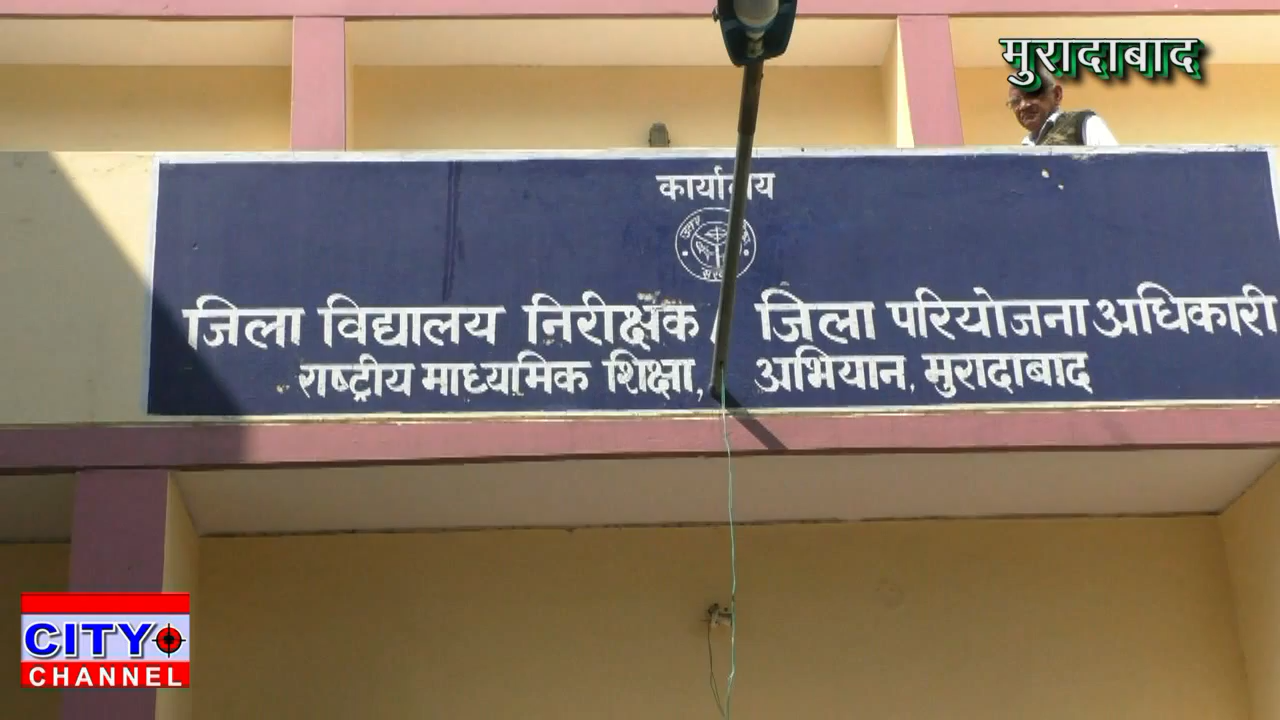 मुरादाबाद
कार्यालय
जिला विद्यालय निरीक्षक / जिला परियोजना अधिकारी
राष्ट्रीय माध्यमिक शिक्षा, अभियान, मुरादाबाद
CITY
CHANNEL